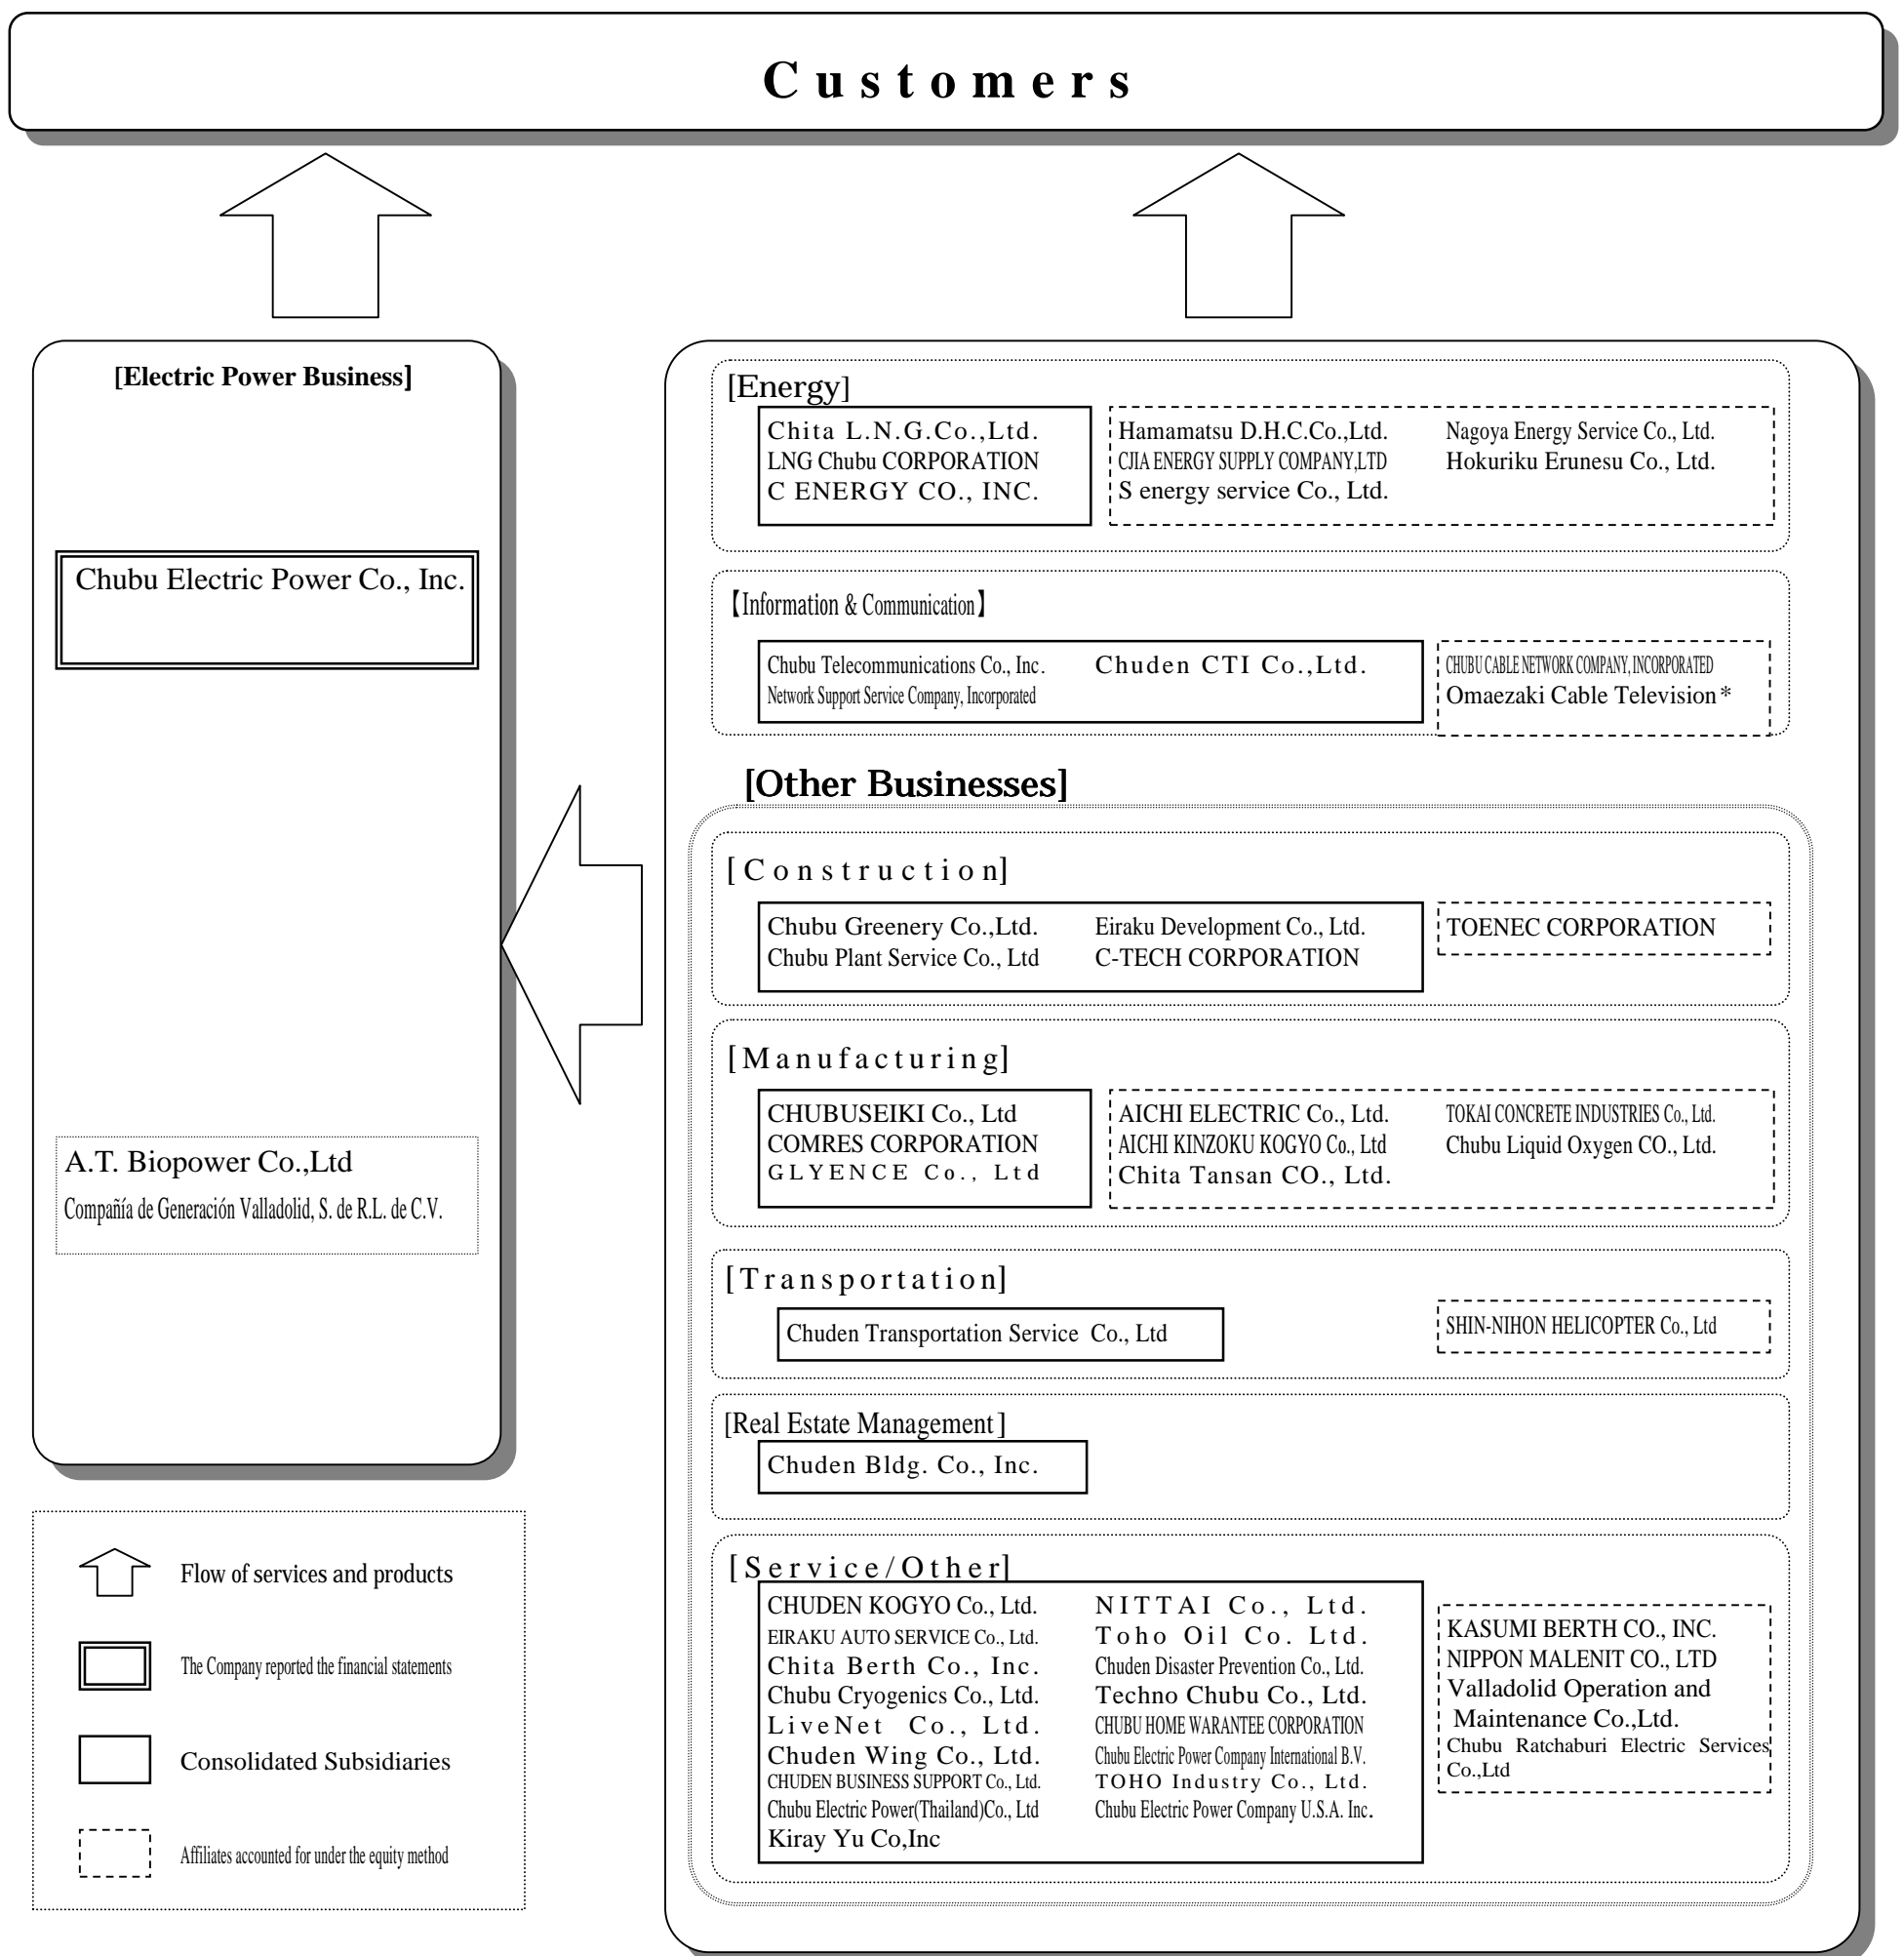 Customers
[Electric Power Business]
Chubu Electric Power Co., Inc.
A.T. Biopower Co.,Ltd
Compañía de Generación Valladolid, S. de R.L. de C.V.
[Energy]
Chita L.N.G.Co.,Ltd.
LNG Chubu CORPORATION
C ENERGY CO., INC.
Hamamatsu D.H.C.Co.,Ltd.
CJIA ENERGY SUPPLY COMPANY,LTD
S energy service Co., Ltd.
Nagoya Energy Service Co., Ltd.
Hokuriku Erunesu Co., Ltd.
【Information & Communication】
Chubu Telecommunications Co., Inc.
Network Support Service Company, Incorporated
Chuden CTI Co.,Ltd.
CHUBU CABLE NETWORK COMPANY, INCORPORATED
Omaezaki Cable Television*
[Other Businesses]
[Construction]
Chubu Greenery Co.,Ltd.
Chubu Plant Service Co., Ltd
Eiraku Development Co., Ltd.
C-TECH CORPORATION
TOENEC CORPORATION
[Manufacturing]
CHUBUSEIKI Co., Ltd
COMRES CORPORATION
GLYENCE Co., Ltd
AICHI ELECTRIC Co., Ltd.
AICHI KINZOKU KOGYO Co., Ltd
Chita Tansan CO., Ltd.
TOKAI CONCRETE INDUSTRIES Co., Ltd.
Chubu Liquid Oxygen CO., Ltd.
[Transportation]
Chuden Transportation Service Co., Ltd
SHIN-NIHON HELICOPTER Co., Ltd
[Real Estate Management]
Chuden Bldg. Co., Inc.
[Service/Other]
CHUDEN KOGYO Co., Ltd.
EIRAKU AUTO SERVICE Co., Ltd.
Chita Berth Co., Inc.
Chubu Cryogenics Co., Ltd.
LiveNet Co., Ltd.
Chuden Wing Co., Ltd.
CHUDEN BUSINESS SUPPORT Co., Ltd.
Chubu Electric Power(Thailand)Co., Ltd
Kiray Yu Co,Inc
NITTAI Co., Ltd.
Toho Oil Co. Ltd.
Chuden Disaster Prevention Co., Ltd.
Techno Chubu Co., Ltd.
CHUBU HOME WARANTEE CORPORATION
Chubu Electric Power Company International B.V.
TOHO Industry Co., Ltd.
Chubu Electric Power Company U.S.A. Inc.
KASUMI BERTH CO., INC.
NIPPON MALENIT CO., LTD
Valladolid Operation and
Maintenance Co.,Ltd.
Chubu Ratchaburi Electric Services
Co.,Ltd
Flow of services and products
The Company reported the financial statements
Consolidated Subsidiaries
Affiliates accounted for under the equity method